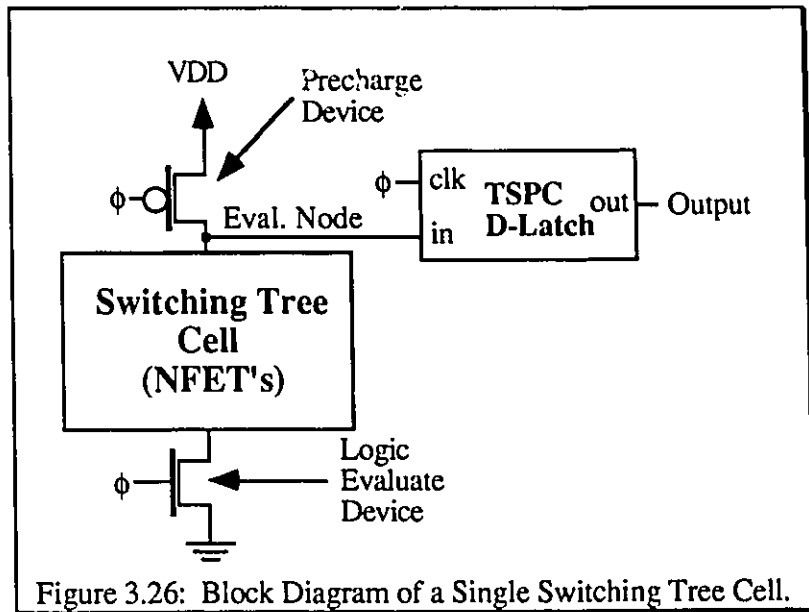 VDD
Precharge
Device
ϕ
Eval. Node
ϕ
clk
TSPC
D-Latch
in
out
Output
Switching Tree
Cell
(NFET's)
ϕ
Logic
Evaluate
Device
Figure 3.26: Block Diagram of a Single Switching Tree Cell.